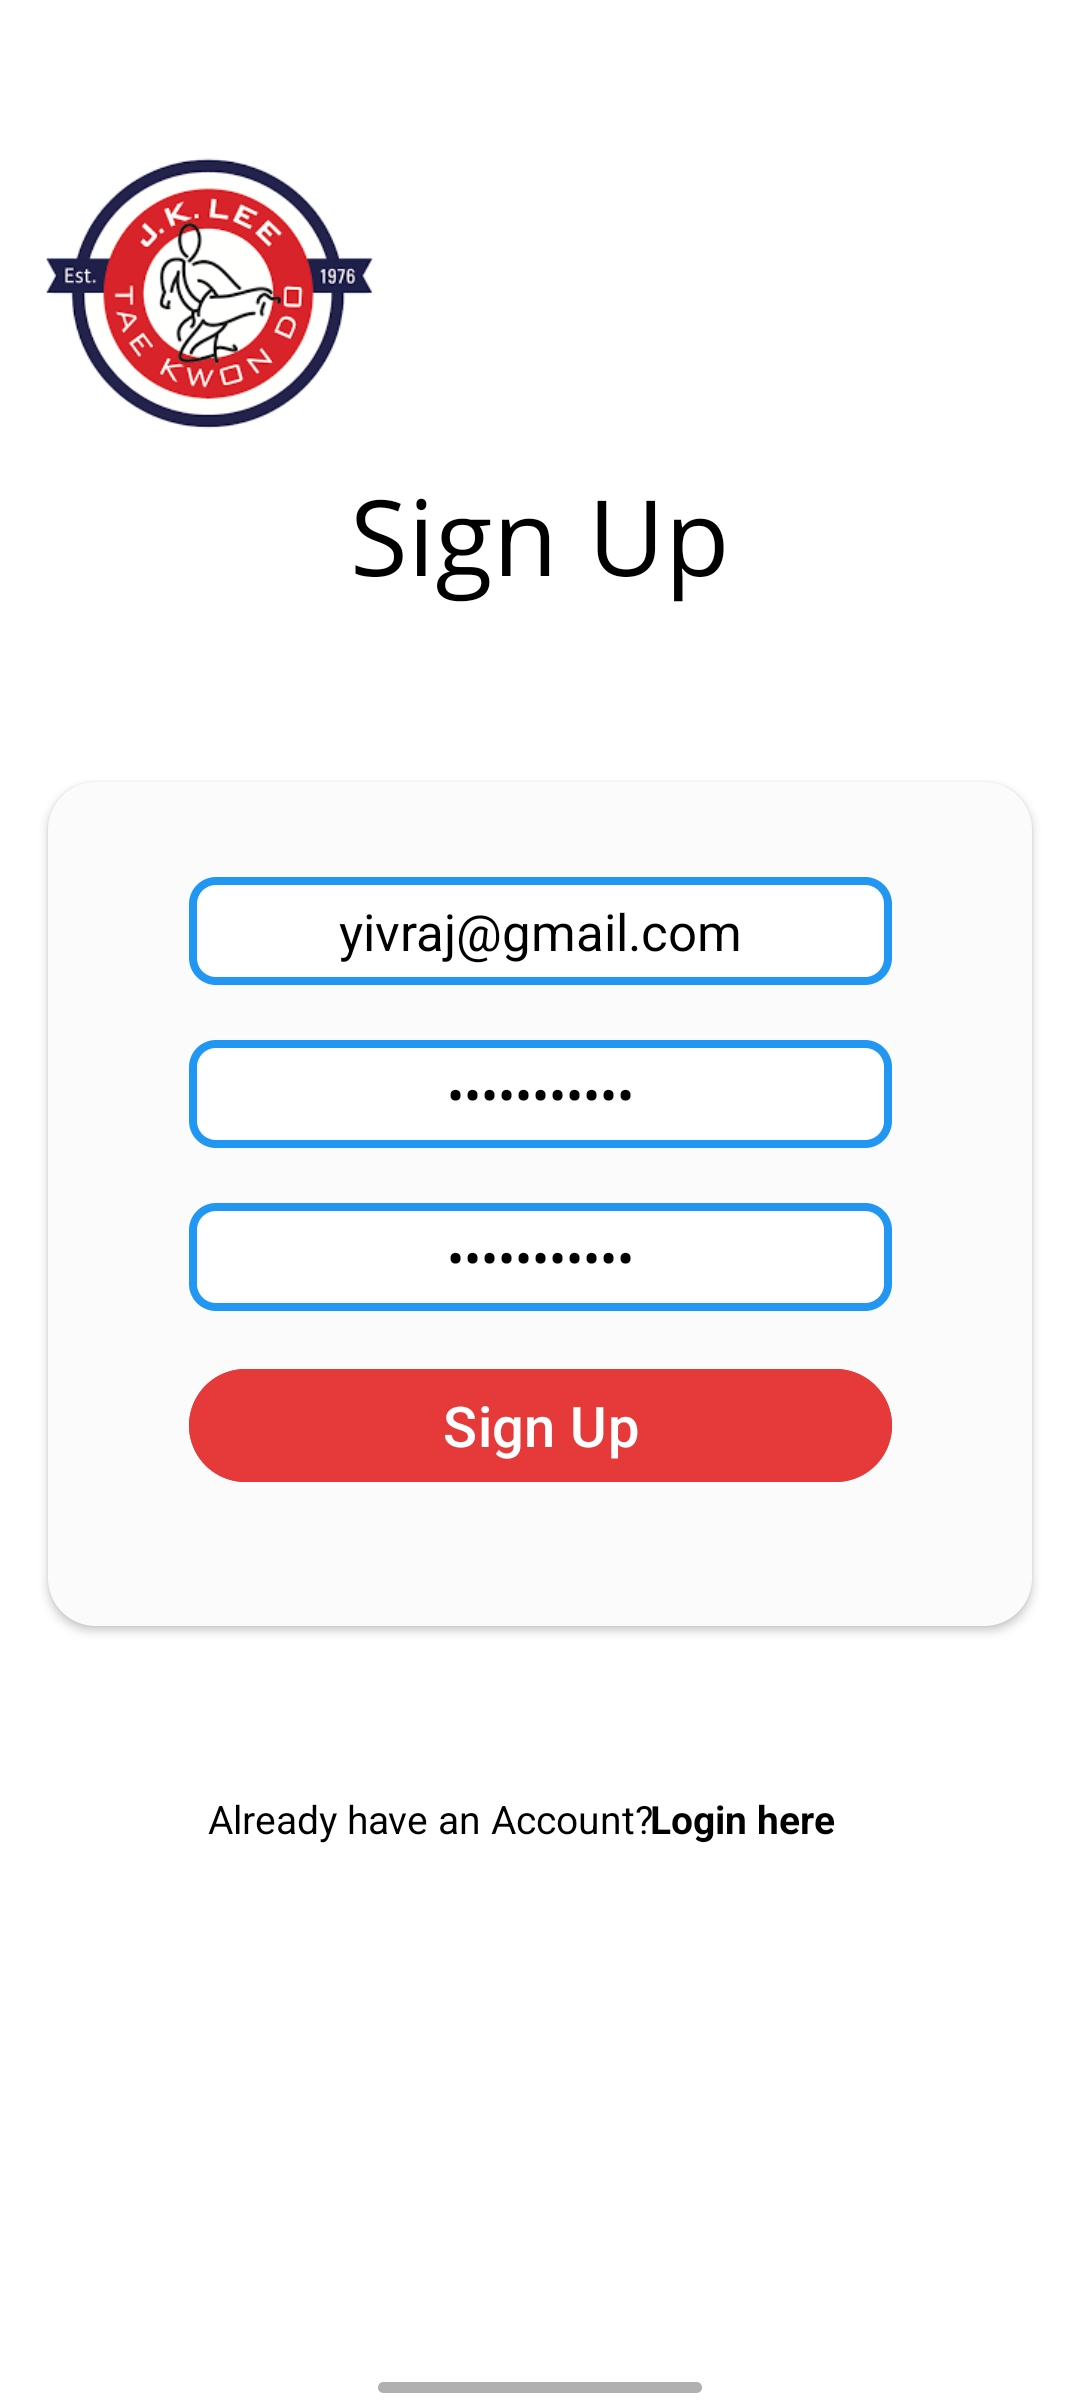 J.K. LEE
Est.
1976
TAE KWON DO
Sign Up
yivraj@gmail.com
•••••••••••
•••••••••••
Sign Up
Already have an Account?Login here